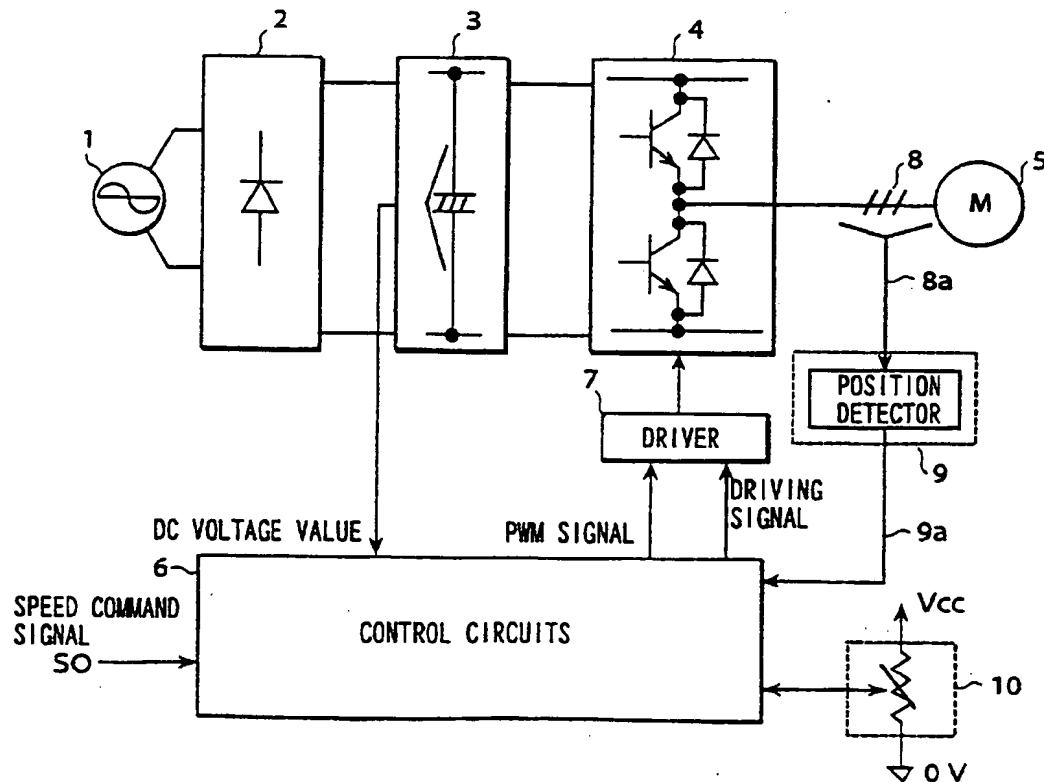 2
3
4
1
8
5
M
8a
7
POSITION
DETECTOR
DRIVER
9
DRIVING
SIGNAL
DC VOLTAGE VALUE
PWM SIGNAL
9a
6
SPEED COMMAND
SIGNAL
SO
CONTROL CIRCUITS
Vcc
10
0 V